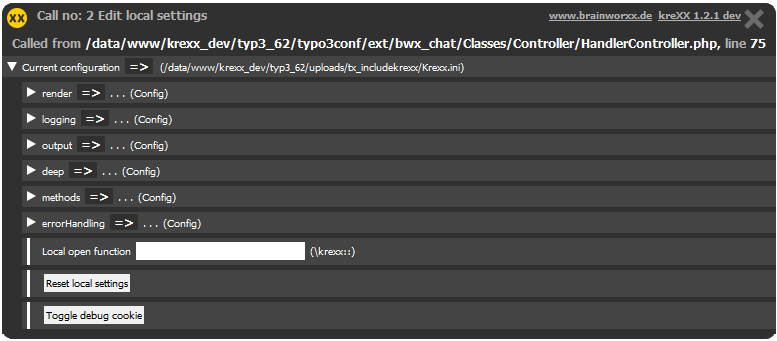 XX Call no: 2 Edit local settings www.brainworxx.de kreXX 1.2.1 dev
Called from /data/www/krexx_dev/typ3_62/typo3conf/ext/bwx_chat/Classes/Controller/HandlerController.php, line 75
Current configuration => (/data/www/krexx_dev/typ3_62/uploads/tx_includekrexx/Krexx.ini)
render => ... (Config)
logging => ... (Config)
output => ... (Config)
deep => ... (Config)
methods => ... (Config)
errorHandling => ... (Config)
Local open function (\krexx::)
Reset local settings
Toggle debug cookie